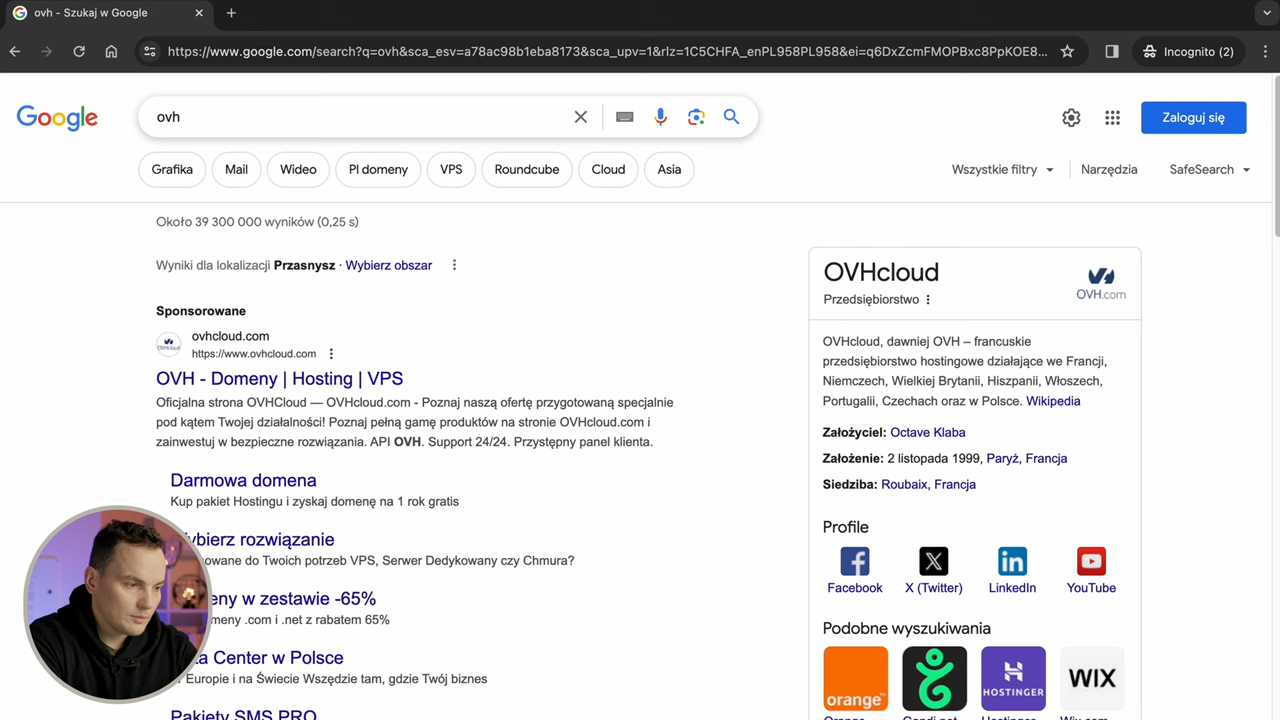 ovh - Szukaj w Google
https://www.google.com/search?q=ovh&sca_esv=a78ac98b1eba8173&sca_upv=1&rlz=1C5CHFA_enPL958PL958&ei=q6DxZcmFMOPBxc8PpKOE8...
Incognito (2)
Google
ovh
Zaloguj się
Grafika
Mail
Wideo
Pl domeny
VPS
Roundcube
Cloud
Asia
Wszystkie filtry
Narzędzia
SafeSearch
Około 39 300 000 wyników (0,25 s)
Wyniki dla lokalizacji Przasnysz · Wybierz obszar
Sponsorowane
ovhcloud.com
https://www.ovhcloud.com
OVH - Domeny | Hosting | VPS
Oficjalna strona OVHCloud — OVHcloud.com - Poznaj naszą ofertę przygotowaną specjalnie
pod kątem Twojej działalności! Poznaj pełną gamę produktów na stronie OVHcloud.com i
zainwestuj w bezpieczne rozwiązania. API OVH. Support 24/24. Przystępny panel klienta.
Darmowa domena
Kup pakiet Hostingu i zyskaj domenę na 1 rok gratis
rozwiązanie
do Twoich potrzeb VPS, Serwer Dedykowany czy Chmura?
w zestawie -65%
.com i .net z rabatem 65%
Center w Polsce
Europie i na Świecie Wszędzie tam, gdzie Twój biznes
Pakiety SMS PRO
OVHcloud
Przedsiębiorstwo
OVH.com
OVHcloud, dawniej OVH – francuskie
przedsiębiorstwo hostingowe działające we Francji,
Niemczech, Wielkiej Brytanii, Hiszpanii, Włoszech,
Portugalii, Czechach oraz w Polsce. Wikipedia
Założyciel: Octave Klaba
Założenie: 2 listopada 1999, Paryż, Francja
Siedziba: Roubaix, Francja
Profile
Facebook
X (Twitter)
LinkedIn
YouTube
Podobne wyszukiwania
orange
HOSTINGER
WIX
Orange
Gandi.net
Hostinger
Wix.com